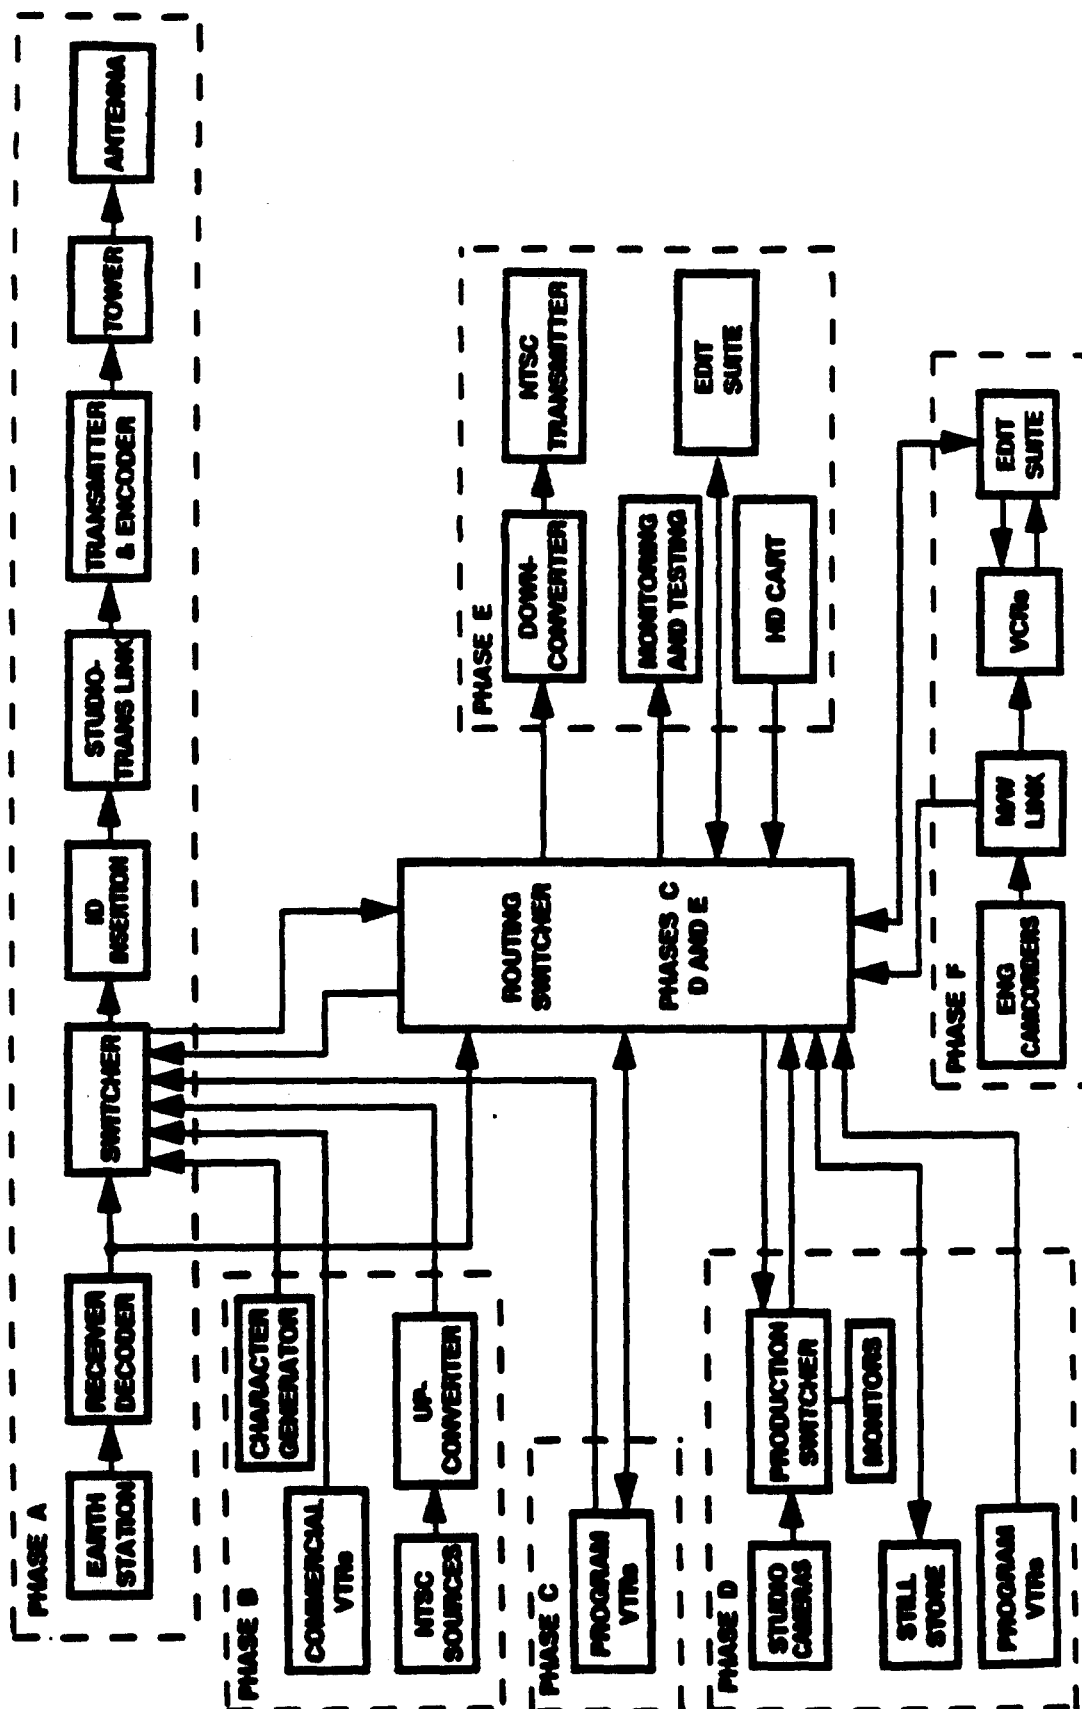 PHASE A
EARTH
STATION
RECEIVER
DECODER
SWITCHER
ID
INSERTION
STUDIO-
TRANS LINK
TRANSMITTER
& ENCODER
TOWER
ANTENNA
PHASE B
CHARACTER
GENERATOR
COMMERCIAL
VTRs
NTSC
SOURCES
UP-
CONVERTER
PHASE C
PROGRAM
VTRs
PHASE D
STUDIO
CAMERAS
PRODUCTION
SWITCHER
MONITORS
STILL
STORE
PROGRAM
VTRs
ROUTING
SWITCHER
PHASES C
D AND E
PHASE E
DOWN-
CONVERTER
NTSC
TRANSMITTER
MONITORING
AND TESTING
EDIT
SUITE
HD CART
PHASE F
ENG
CAMCORDERS
M/W
LINK
VCRs
EDIT
SUITE